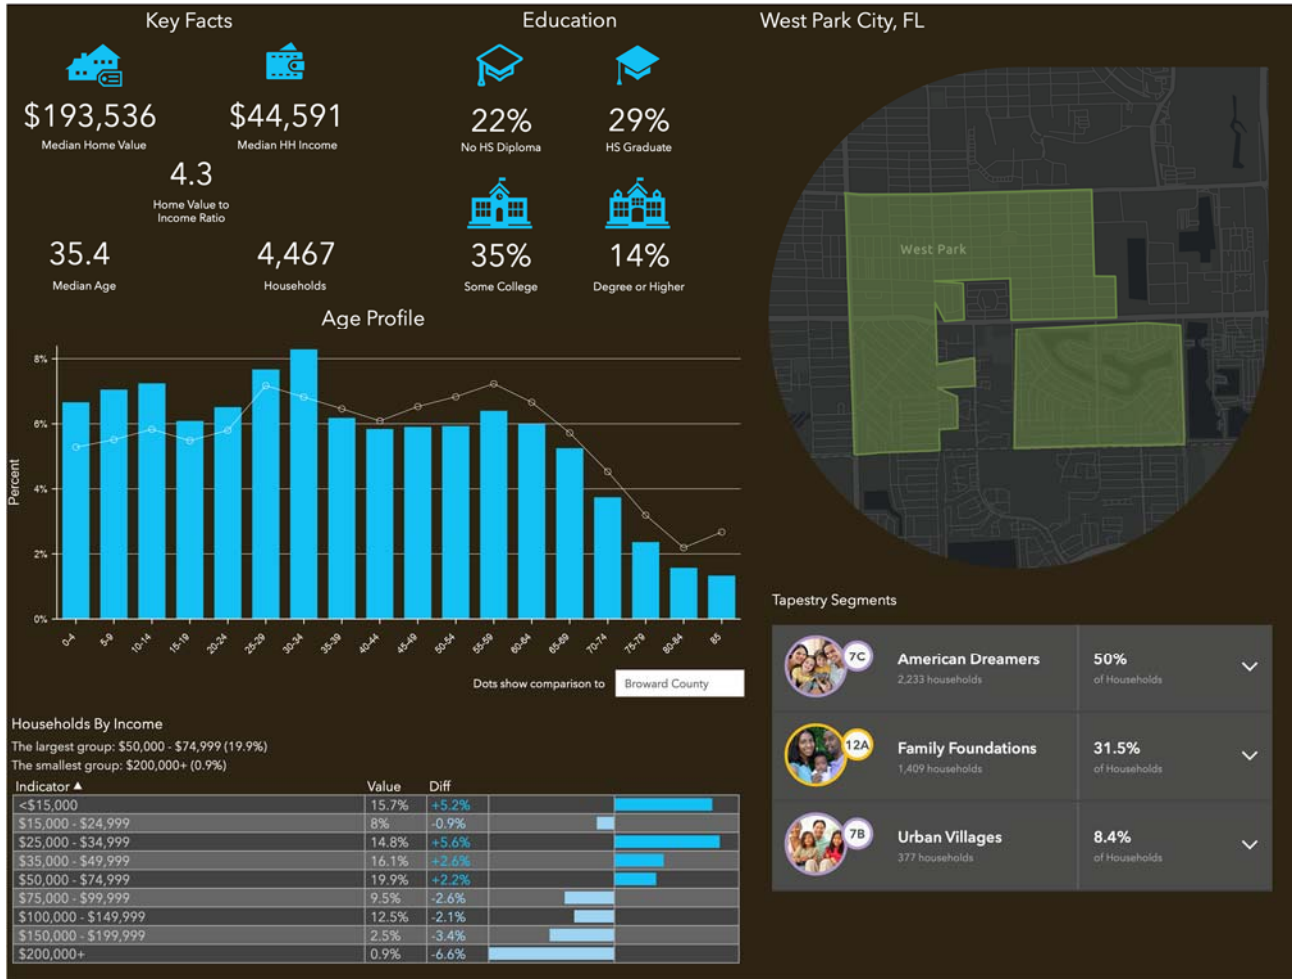 Key Facts
$193,536
Median Home Value
$44,591
Median HH Income
4.3
Home Value to
Income Ratio
35.4
Median Age
4,467
Households
Education
22%
No HS Diploma
29%
HS Graduate
35%
Some College
14%
Degree or Higher
West Park City, FL
West Park
Age Profile
Percent
8%
6%
4%
2%
0%
0-4
5-9
10-14
15-19
20-24
25-29
30-34
35-39
40-44
45-49
50-54
55-59
60-64
65-69
70-74
75-79
80-84
85
Dots show comparison to Broward County
Households By Income
The largest group: $50,000 - $74,999 (19.9%)
The smallest group: $200,000+ (0.9%)
Indicator ▲ Value Diff
<$15,000 15.7% +5.2%
$15,000 - $24,999 8% -0.9%
$25,000 - $34,999 14.8% +5.6%
$35,000 - $49,999 16.1% +2.6%
$50,000 - $74,999 19.9% +2.2%
$75,000 - $99,999 9.5% -2.6%
$100,000 - $149,999 12.5% -2.1%
$150,000 - $199,999 2.5% -3.4%
$200,000+ 0.9% -6.6%
Tapestry Segments
7C
American Dreamers
2,233 households
50%
of Households
12A
Family Foundations
1,409 households
31.5%
of Households
7B
Urban Villages
377 households
8.4%
of Households